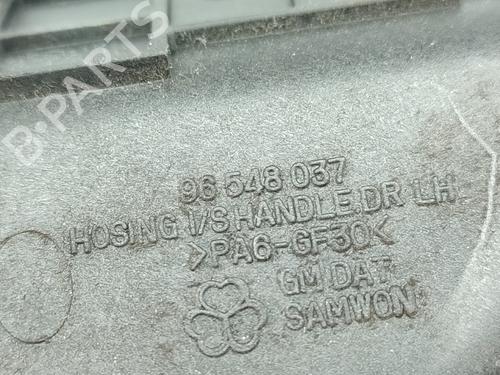 B-PARTS
96 548 037
HOSING I/S HANDLE DR LH
>PA6-GF30<
GM DAT
SAMWON